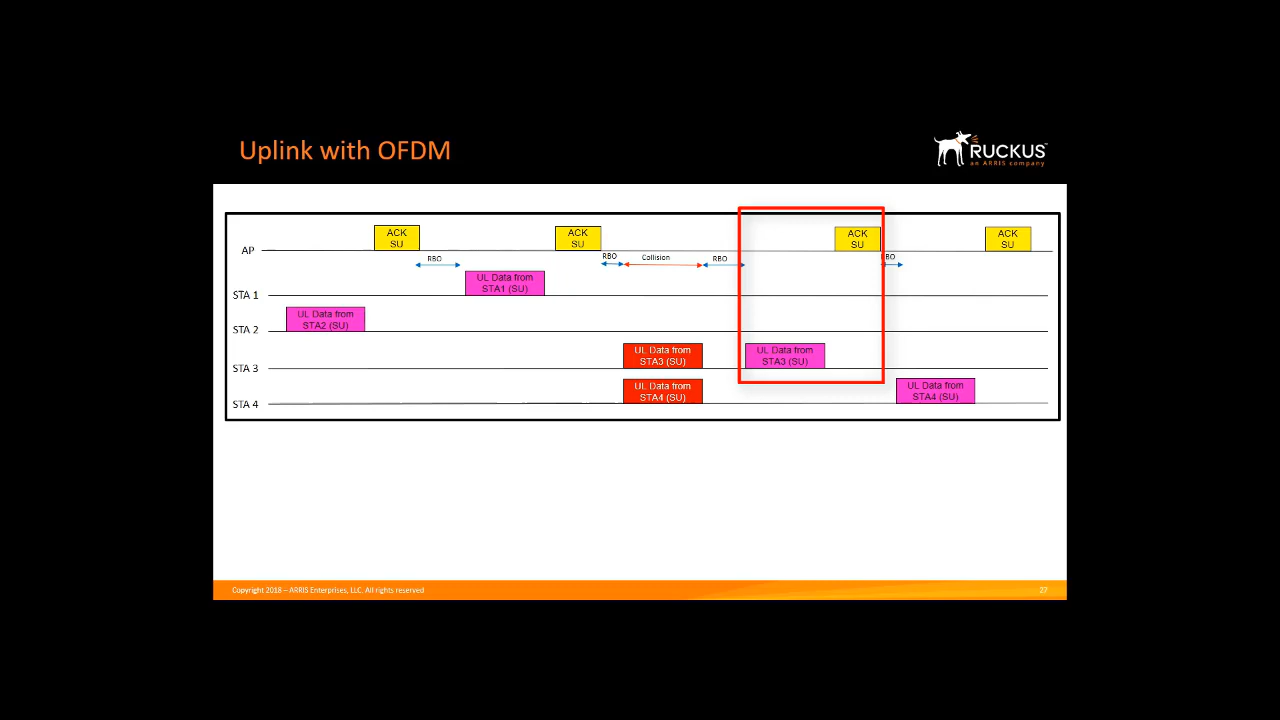 Uplink with OFDM
RUCKUS
an ARRIS company
ACK
SU
ACK
SU
ACK
SU
ACK
SU
AP
RBO
RBO
Collision
RBO
RBO
UL Data from
STA1 (SU)
STA 1
UL Data from
STA2 (SU)
STA 2
UL Data from
STA3 (SU)
UL Data from
STA3 (SU)
STA 3
UL Data from
STA4 (SU)
UL Data from
STA4 (SU)
STA 4
Copyright 2018 – ARRIS Enterprises, LLC. All rights reserved
27